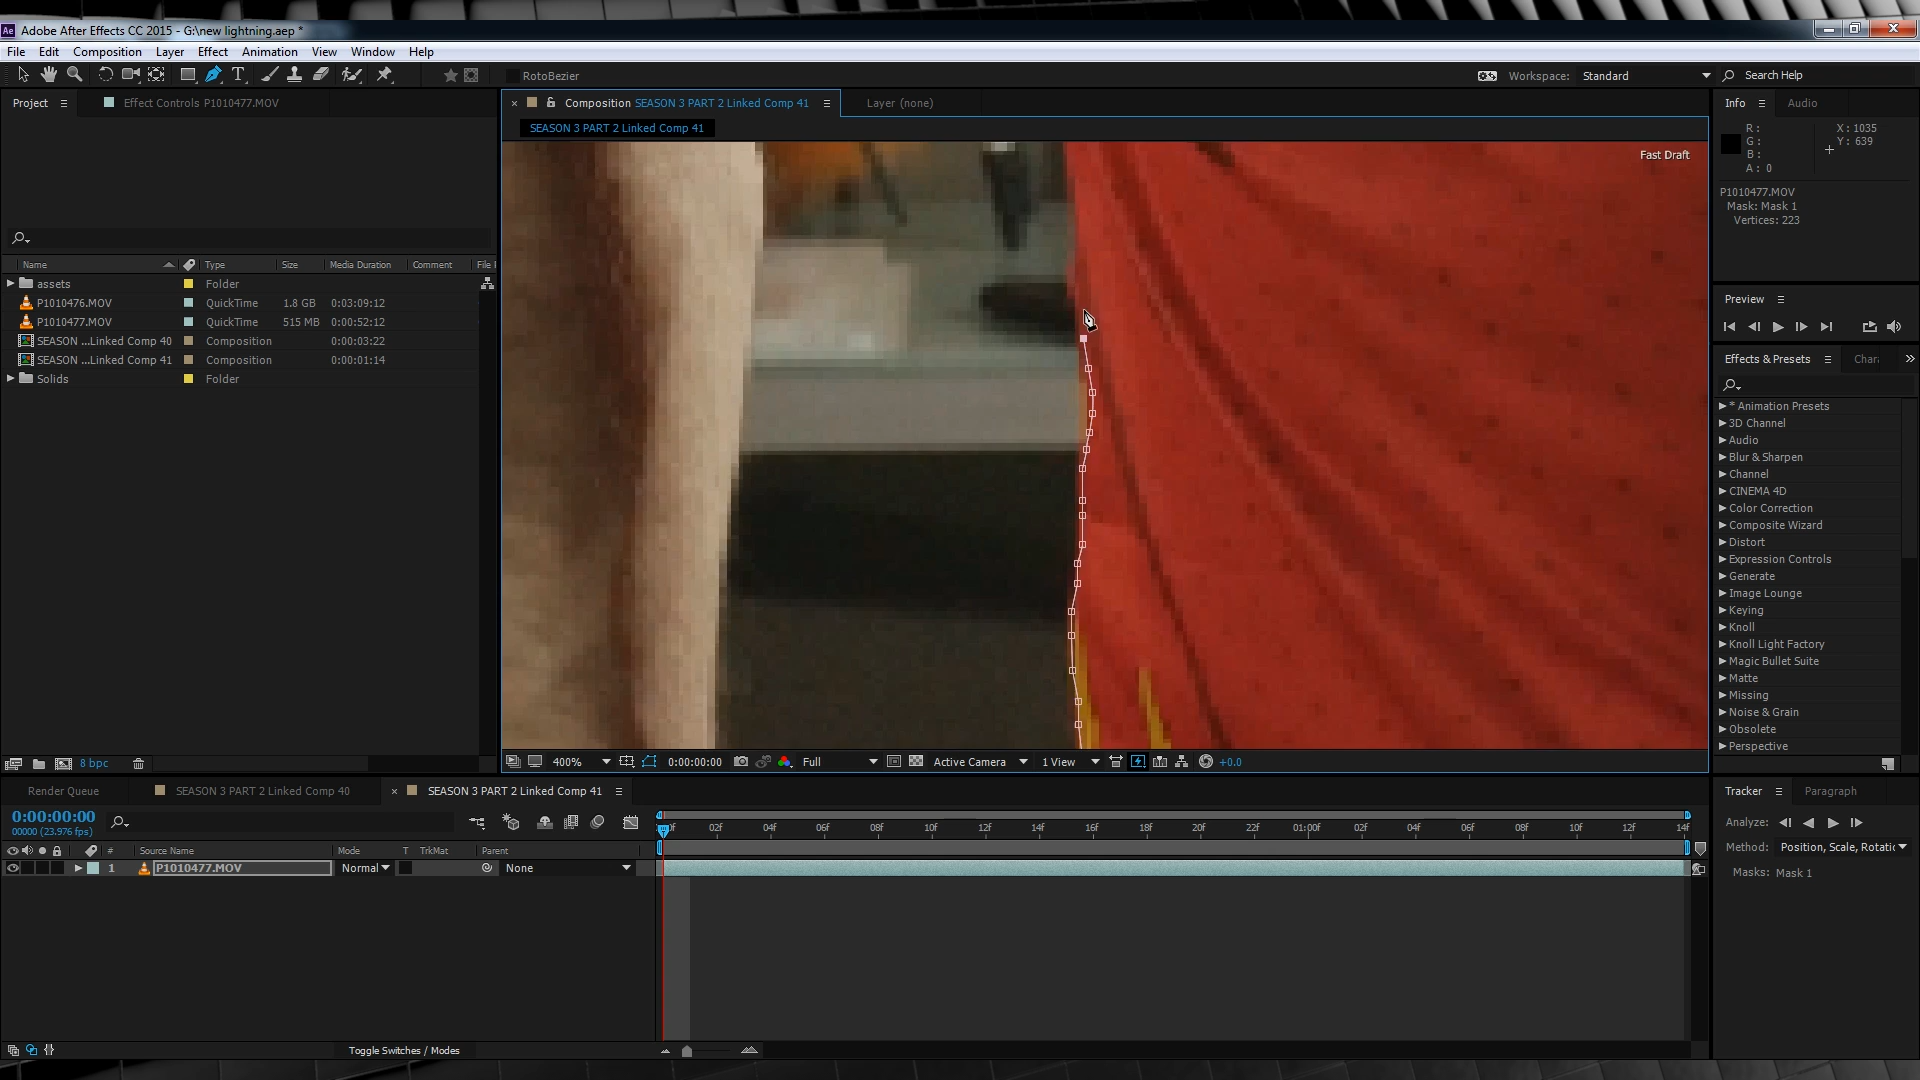 Adobe After Effects CC 2015 - G:\new lightning.aep *
File Edit Composition Layer Effect Animation View Window Help
RotoBezier
Workspace: Standard
Search Help
Project
Effect Controls P1010477.MOV
Composition SEASON 3 PART 2 Linked Comp 41
Layer (none)
SEASON 3 PART 2 Linked Comp 41
Fast Draft
Info Audio
R: X: 1035
G: Y: 639
B:
A: 0
P1010477.MOV
Mask: Mask 1
Vertices: 223
Name Type Size Media Duration Comment File
assets Folder
P1010476.MOV QuickTime 1.8 GB 0:03:09:12
P1010477.MOV QuickTime 515 MB 0:00:52:12
SEASON ...Linked Comp 40 Composition 0:00:03:22
SEASON ...Linked Comp 41 Composition 0:00:01:14
Solids Folder
Preview
Effects & Presets
* Animation Presets
3D Channel
Audio
Blur & Sharpen
Channel
CINEMA 4D
Color Correction
Composite Wizard
Distort
Expression Controls
Generate
Image Lounge
Keying
Knoll
Knoll Light Factory
Magic Bullet Suite
Matte
Missing
Noise & Grain
Obsolete
Perspective
8 bpc
400% 0:00:00:00 Full Active Camera 1 View +0.0
Render Queue
SEASON 3 PART 2 Linked Comp 40
SEASON 3 PART 2 Linked Comp 41
0:00:00:00
00000 (23.976 fps)
02f 04f 06f 08f 10f 12f 14f 16f 18f 20f 22f 01:00f 02f 04f 06f 08f 10f 12f 14f
# Source Name Mode T TrkMat Parent
1 P1010477.MOV Normal None
Toggle Switches / Modes
Tracker Paragraph
Analyze:
Method: Position, Scale, Rotatic
Masks: Mask 1